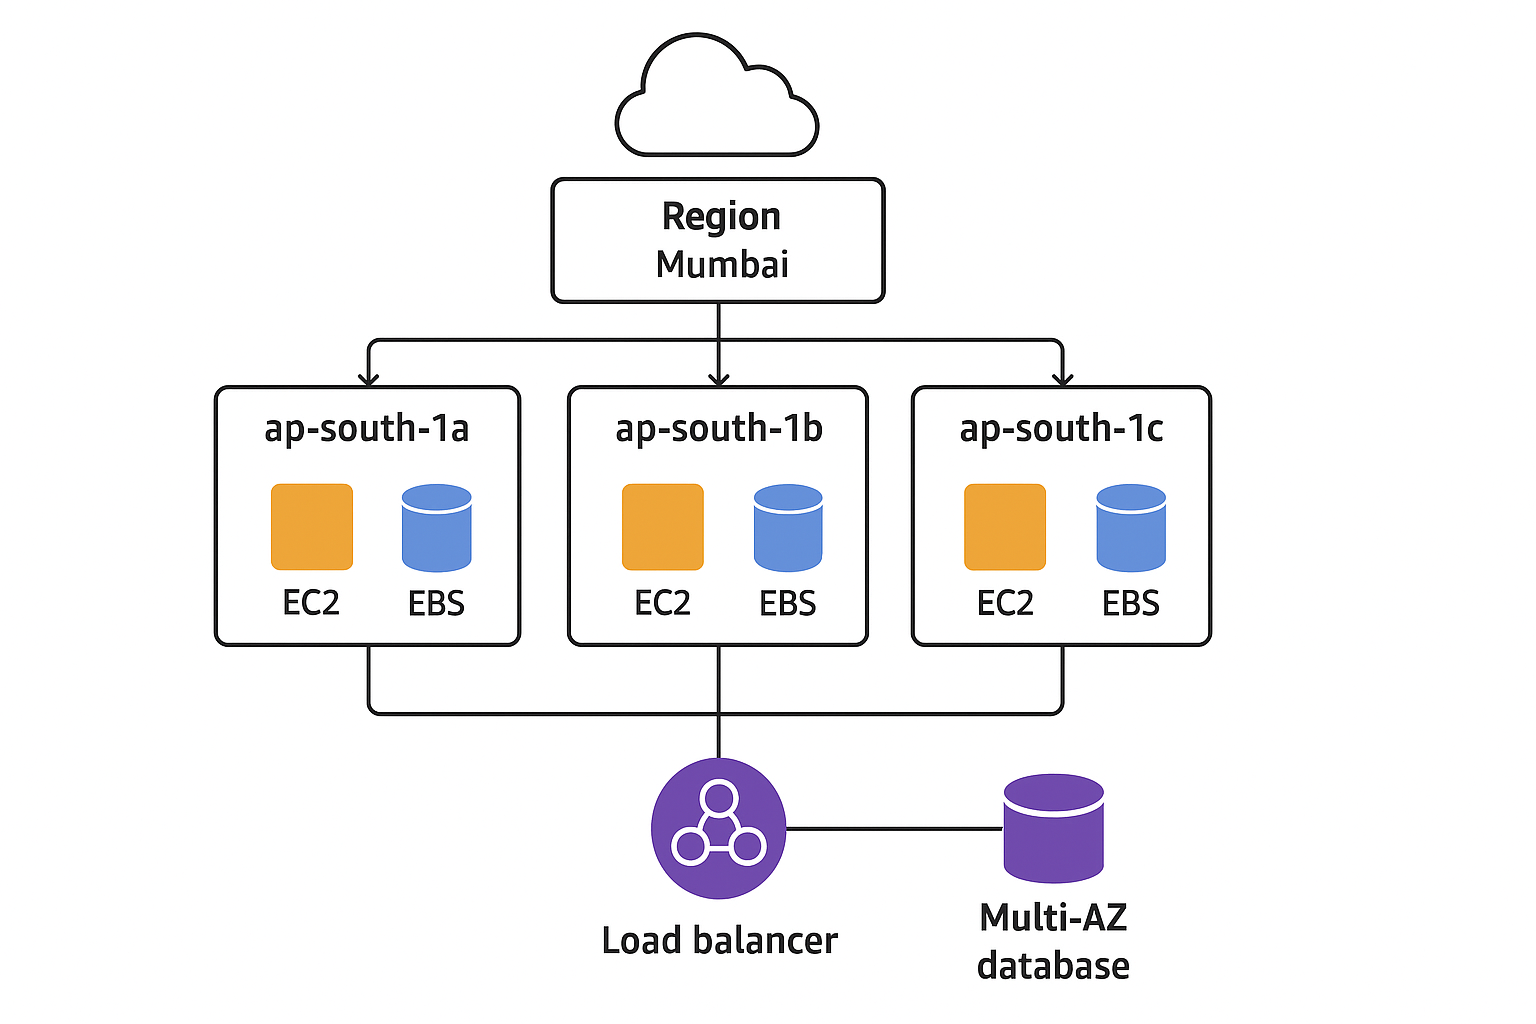 Region
Mumbai
ap-south-1a
EC2
EBS
ap-south-1b
EC2
EBS
ap-south-1c
EC2
EBS
Load balancer
Multi-AZ
database